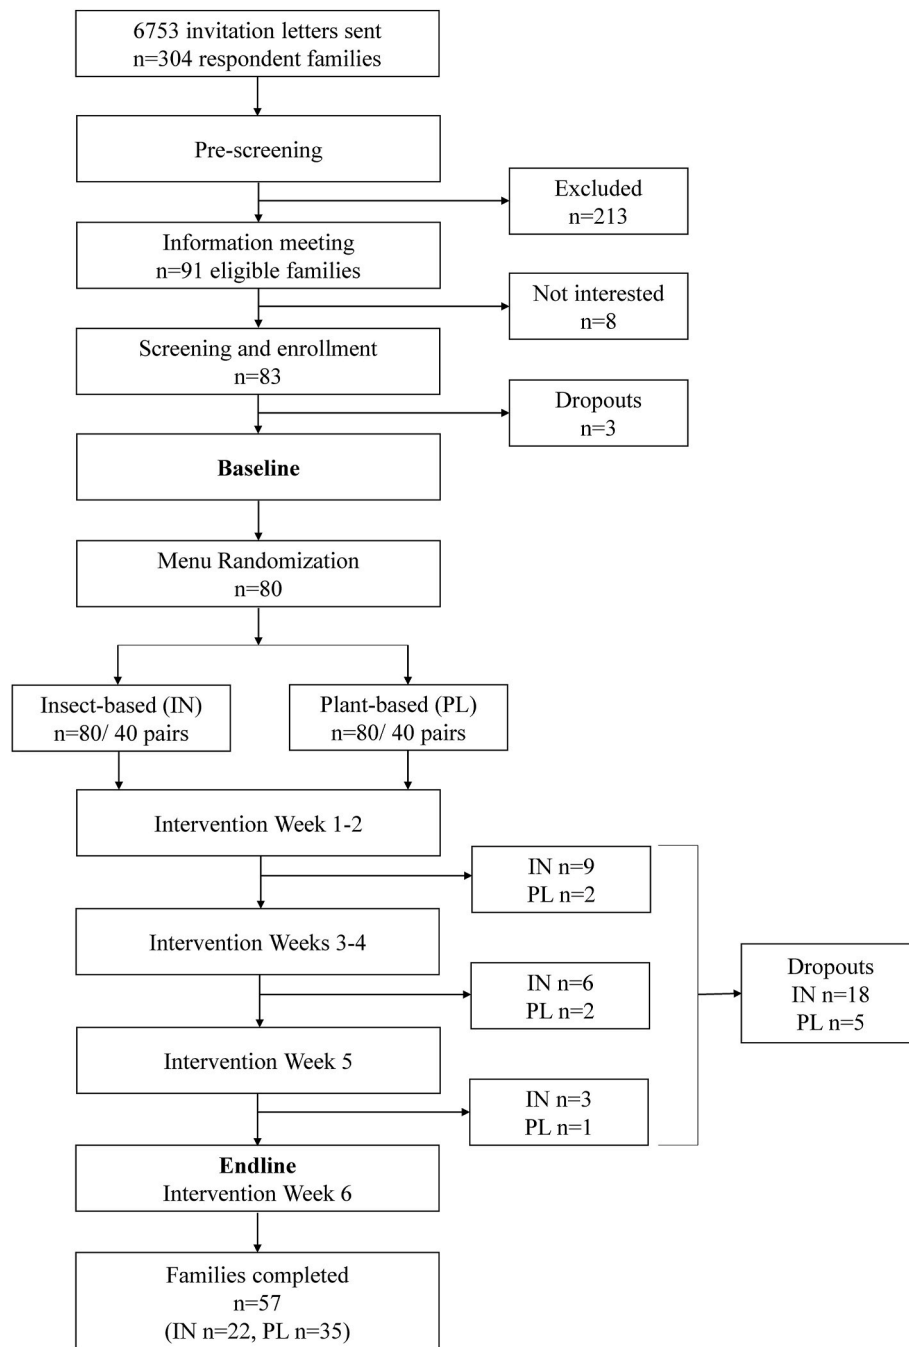 6753 invitation letters sent
n=304 respondent families
Pre-screening
Excluded
n=213
Information meeting
n=91 eligible families
Not interested
n=8
Screening and enrollment
n=83
Dropouts
n=3
Baseline
Menu Randomization
n=80
Insect-based (IN)
n=80/ 40 pairs
Plant-based (PL)
n=80/ 40 pairs
Intervention Week 1-2
IN n=9
PL n=2
Intervention Weeks 3-4
IN n=6
PL n=2
Dropouts
IN n=18
PL n=5
Intervention Week 5
IN n=3
PL n=1
Endline
Intervention Week 6
Families completed
n=57
(IN n=22, PL n=35)